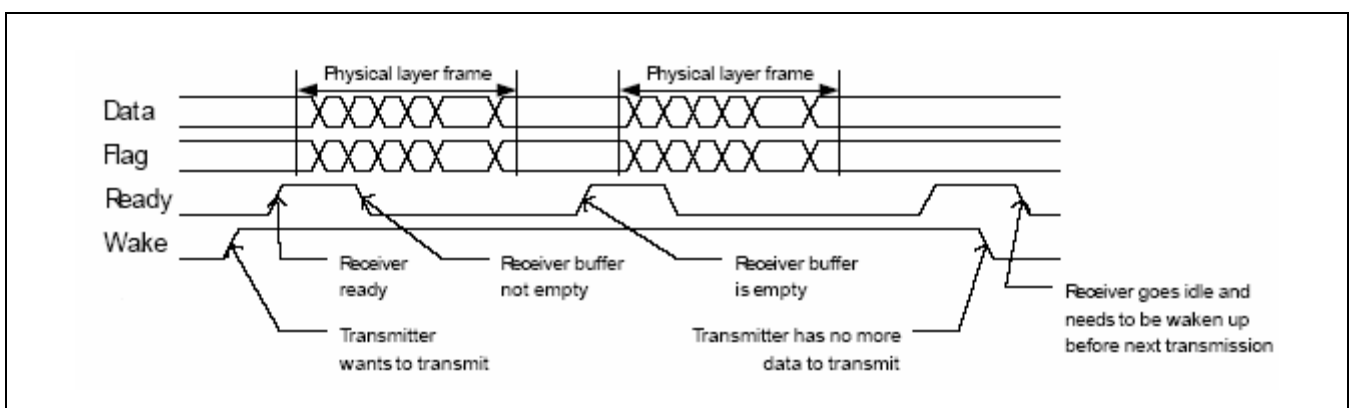 Physical layer frame
Physical layer frame
Data
Flag
Ready
Wake
Receiver
ready
Receiver buffer
not empty
Receiver buffer
is empty
Receiver goes idle and
needs to be waken up
before next transmission
Transmitter
wants to transmit
Transmitter has no more
data to transmit